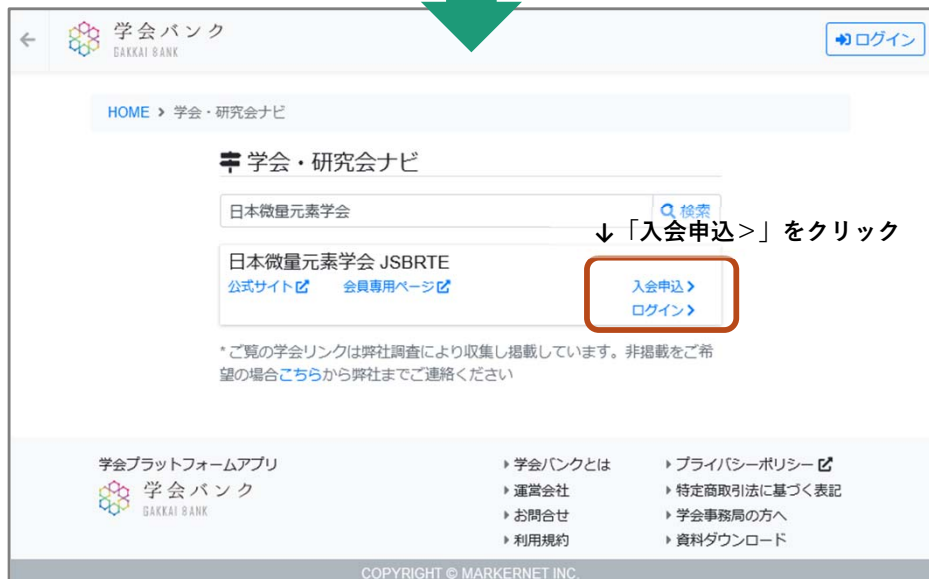 学会バンク
GAKKAI BANK
ログイン
HOME > 学会・研究会ナビ
学会・研究会ナビ
日本微量元素学会
検索
↓「入会申込>」をクリック
日本微量元素学会 JSBRTE
公式サイト 会員専用ページ 入会申込 >
ログイン >
* ご覧の学会リンクは弊社調査により収集し掲載しています。非掲載をご希
望の場合こちらから弊社までご連絡ください
学会プラットフォームアプリ
学会バンク
GAKKAI BANK
学会バンクとは
運営会社
お問合せ
利用規約
プライバシーポリシー
特定商取引法に基づく表記
学会事務局の方へ
資料ダウンロード
COPYRIGHT © MARKERNET INC.